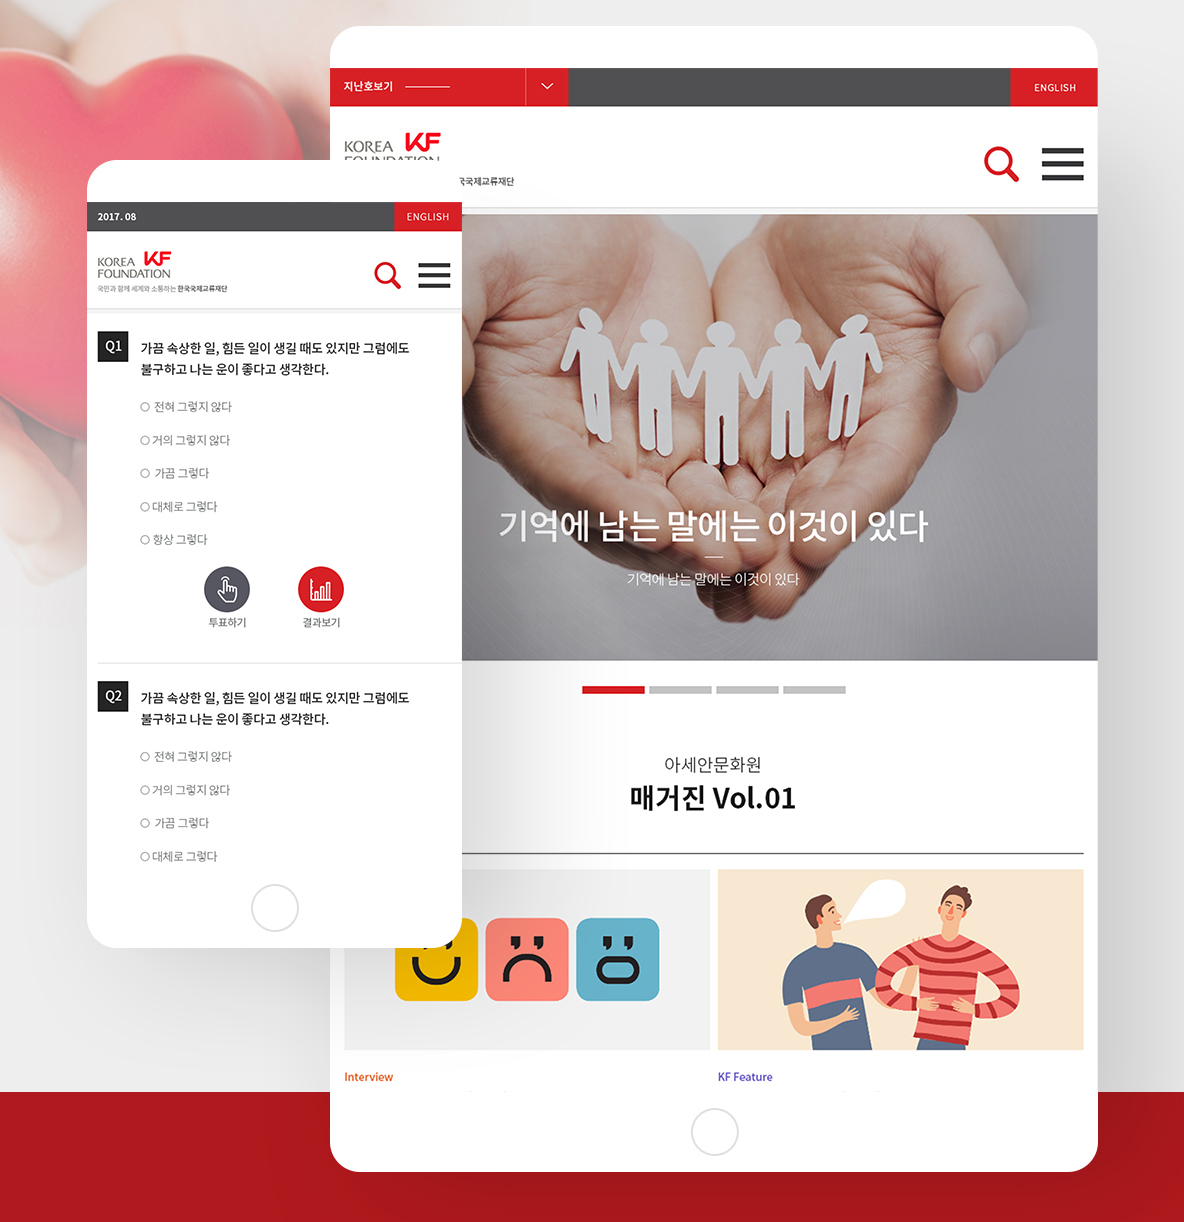 지난호보기
ENGLISH
KOREA KF
FOUNDATION
국제교류재단
기억에 남는 말에는 이것이 있다
기억에 남는 말에는 이것이 있다
아세안문화원
매거진 Vol.01
Interview
KF Feature
2017. 08
ENGLISH
KOREA KF
FOUNDATION
국민과 함께 세계와 소통하는 한국국제교류재단
Q1
가끔 속상한 일, 힘든 일이 생길 때도 있지만 그럼에도
불구하고 나는 운이 좋다고 생각한다.
전혀 그렇지 않다
거의 그렇지 않다
가끔 그렇다
대체로 그렇다
항상 그렇다
투표하기
결과보기
Q2
가끔 속상한 일, 힘든 일이 생길 때도 있지만 그럼에도
불구하고 나는 운이 좋다고 생각한다.
전혀 그렇지 않다
거의 그렇지 않다
가끔 그렇다
대체로 그렇다